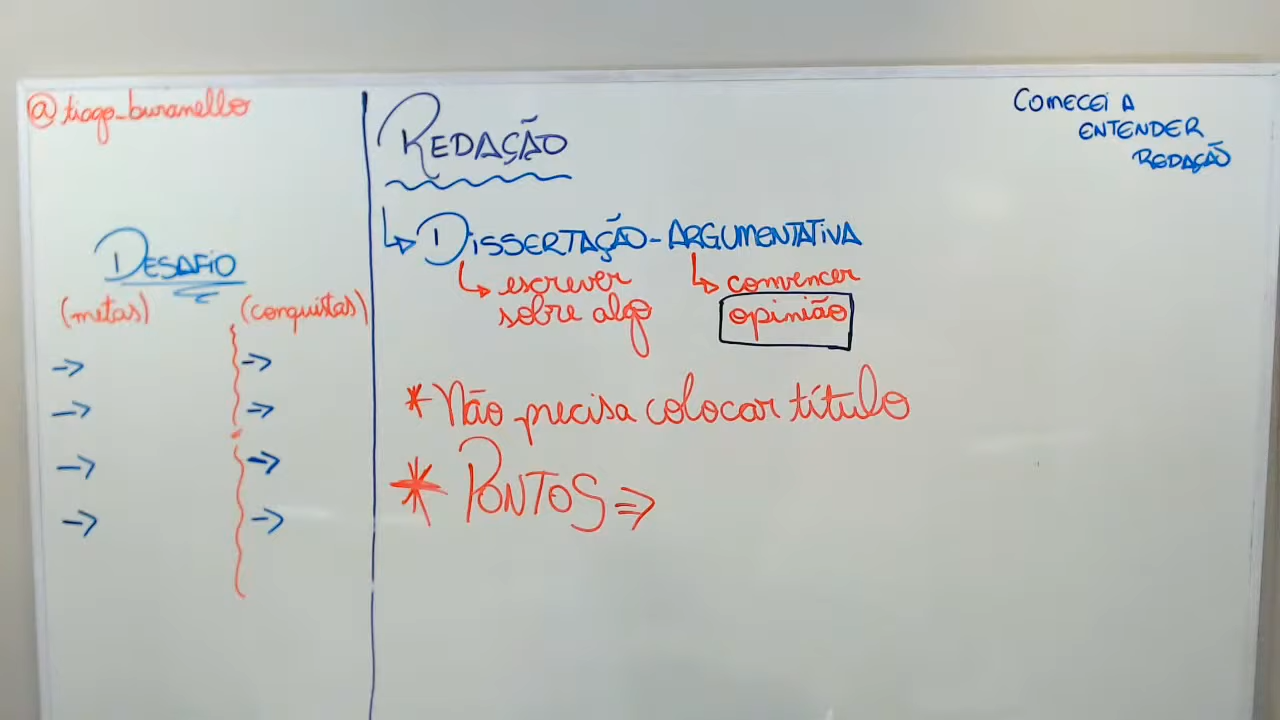 @tiago_buranello
DESAFIO
(metas) (conquistas)
→ →
→ →
→ →
→ →
REDAÇÃO
↳ DISSERTAÇÃO-ARGUMENTATIVA
↳ escrever
sobre algo
↳ convencer
opinião
* Não precisa colocar título
* PONTOS ⇒
COMECEI A
ENTENDER
REDAÇÃO